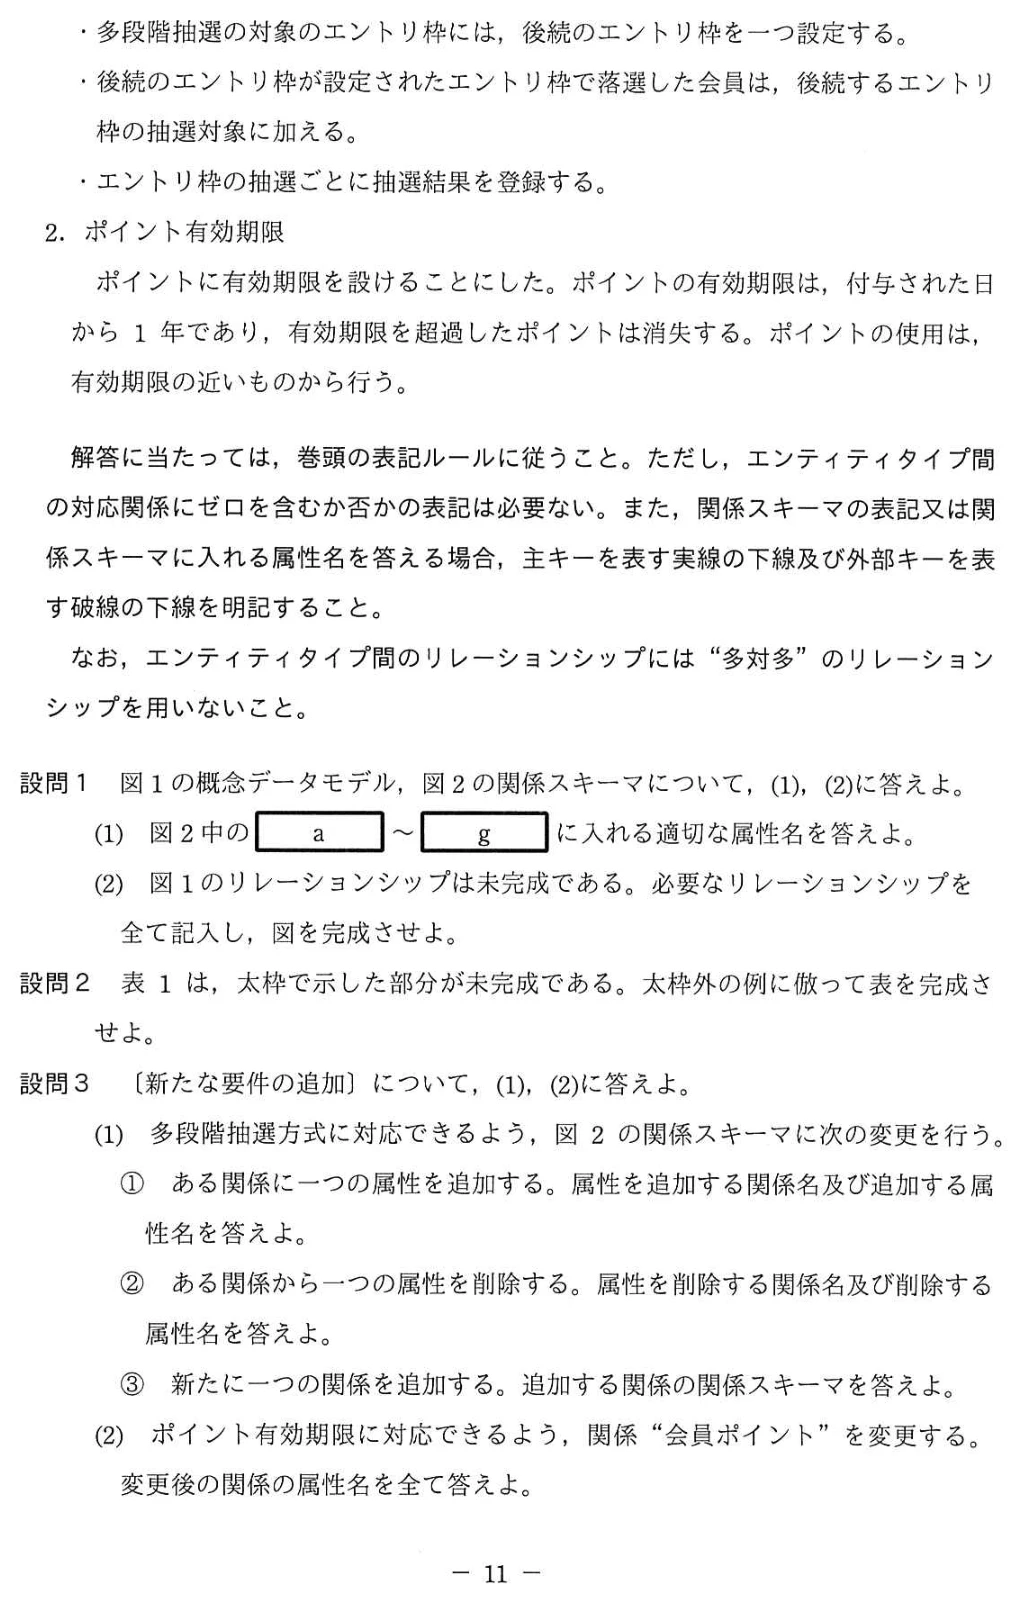 ・多段階抽選の対象のエントリ枠には，後続のエントリ枠を一つ設定する。
・後続のエントリ枠が設定されたエントリ枠で落選した会員は，後続するエントリ
枠の抽選対象に加える。
・エントリ枠の抽選ごとに抽選結果を登録する。
2．ポイント有効期限
ポイントに有効期限を設けることにした。ポイントの有効期限は，付与された日
から 1 年であり，有効期限を超過したポイントは消失する。ポイントの使用は，
有効期限の近いものから行う。
解答に当たっては，巻頭の表記ルールに従うこと。ただし，エンティティタイプ間
の対応関係にゼロを含むか否かの表記は必要ない。また，関係スキーマの表記又は関
係スキーマに入れる属性名を答える場合，主キーを表す実線の下線及び外部キーを表
す破線の下線を明記すること。
なお，エンティティタイプ間のリレーションシップには“多対多”のリレーション
シップを用いないこと。
設問1　図 1 の概念データモデル，図 2 の関係スキーマについて，(1)，(2)に答えよ。
(1)　図 2 中の a ～ g に入れる適切な属性名を答えよ。
(2)　図 1 のリレーションシップは未完成である。必要なリレーションシップを
全て記入し，図を完成させよ。
設問2　表 1 は，太枠で示した部分が未完成である。太枠外の例に倣って表を完成さ
せよ。
設問3　〔新たな要件の追加〕について，(1)，(2)に答えよ。
(1)　多段階抽選方式に対応できるよう，図 2 の関係スキーマに次の変更を行う。
①　ある関係に一つの属性を追加する。属性を追加する関係名及び追加する属
性名を答えよ。
②　ある関係から一つの属性を削除する。属性を削除する関係名及び削除する
属性名を答えよ。
③　新たに一つの関係を追加する。追加する関係の関係スキーマを答えよ。
(2)　ポイント有効期限に対応できるよう，関係“会員ポイント”を変更する。
変更後の関係の属性名を全て答えよ。
－ 11 －